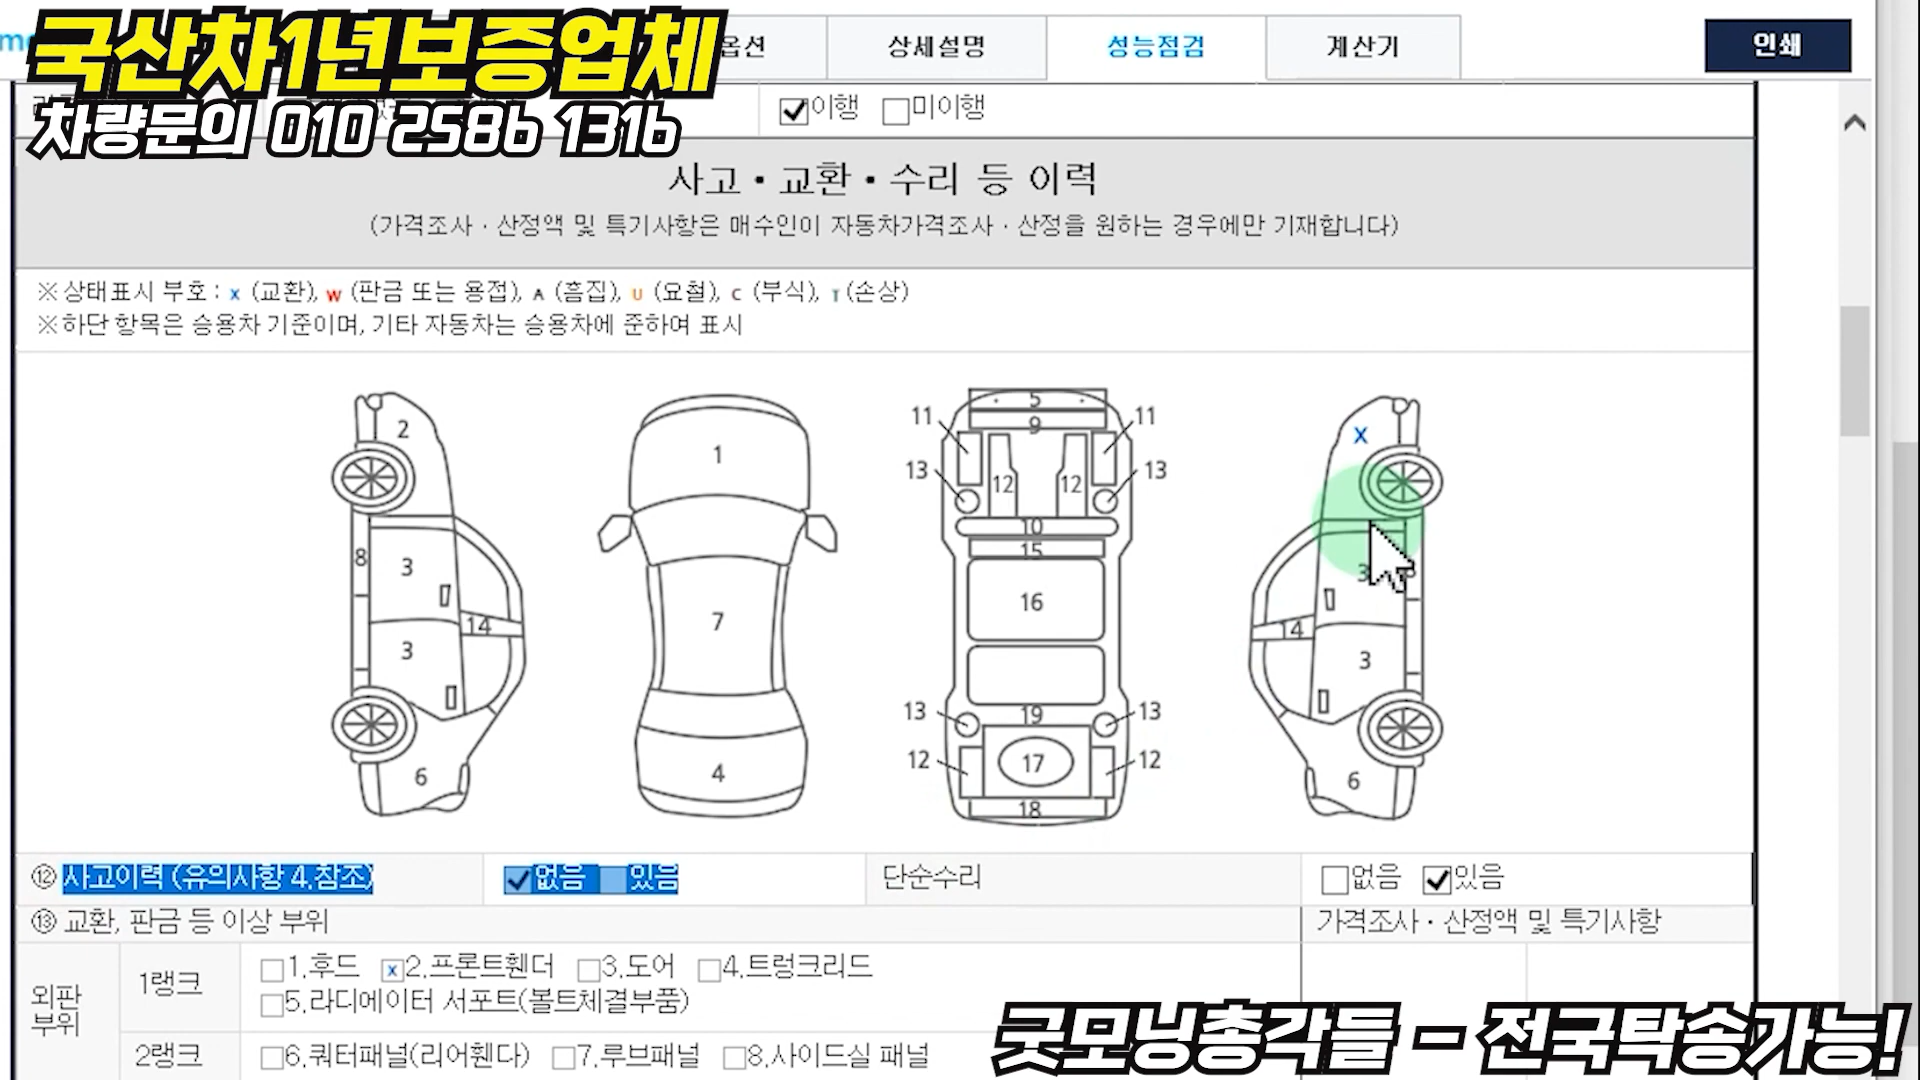 국산차1년보증업체
차량문의 010 2586 1316
옵션
상세설명
성능점검
계산기
인쇄
이행 미이행
사고・교환・수리 등 이력
(가격조사·산정액 및 특기사항은 매수인이 자동차가격조사·산정을 원하는 경우에만 기재합니다)
※ 상태표시 부호 : X (교환), W (판금 또는 용접), A (흠집), U (요철), C (부식), T (손상)
※ 하단 항목은 승용차 기준이며, 기타 자동차는 승용차에 준하여 표시
2
8
3
14
3
6
1
7
4
5
9
11
11
13
13
12
12
10
15
16
19
13
13
12
12
17
18
X
3
14
3
6
⑫ 사고이력 (유의사항 4.참조) 없음 있음 단순수리 없음 있음
⑬ 교환, 판금 등 이상 부위 가격조사・산정액 및 특기사항
외판
부위
1랭크
1.후드 X 2.프론트휀더 3.도어 4.트렁크리드
5.라디에이터 서포트(볼트체결부품)
2랭크
6.쿼터패널(리어휀다) 7.루브패널 8.사이드실 패널
굿모닝총각들 - 전국탁송가능!